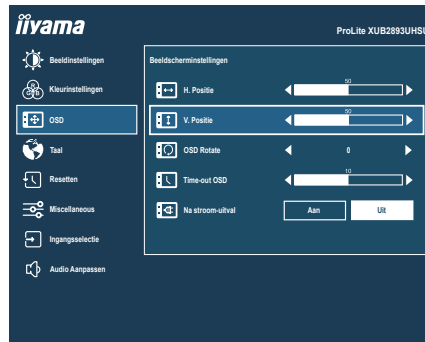 iiyama
ProLite XUB2893UHSU
Beeldinstellingen
Kleurinstellingen
R
G B
OSD
Taal
Resetten
Miscellaneous
Ingangsselectie
Audio Aanpassen
Beeldscherminstellingen
H. Positie
50
V. Positie
50
OSD Rotate
0
Time-out OSD
10
Na stroom-uitval
Aan
Uit